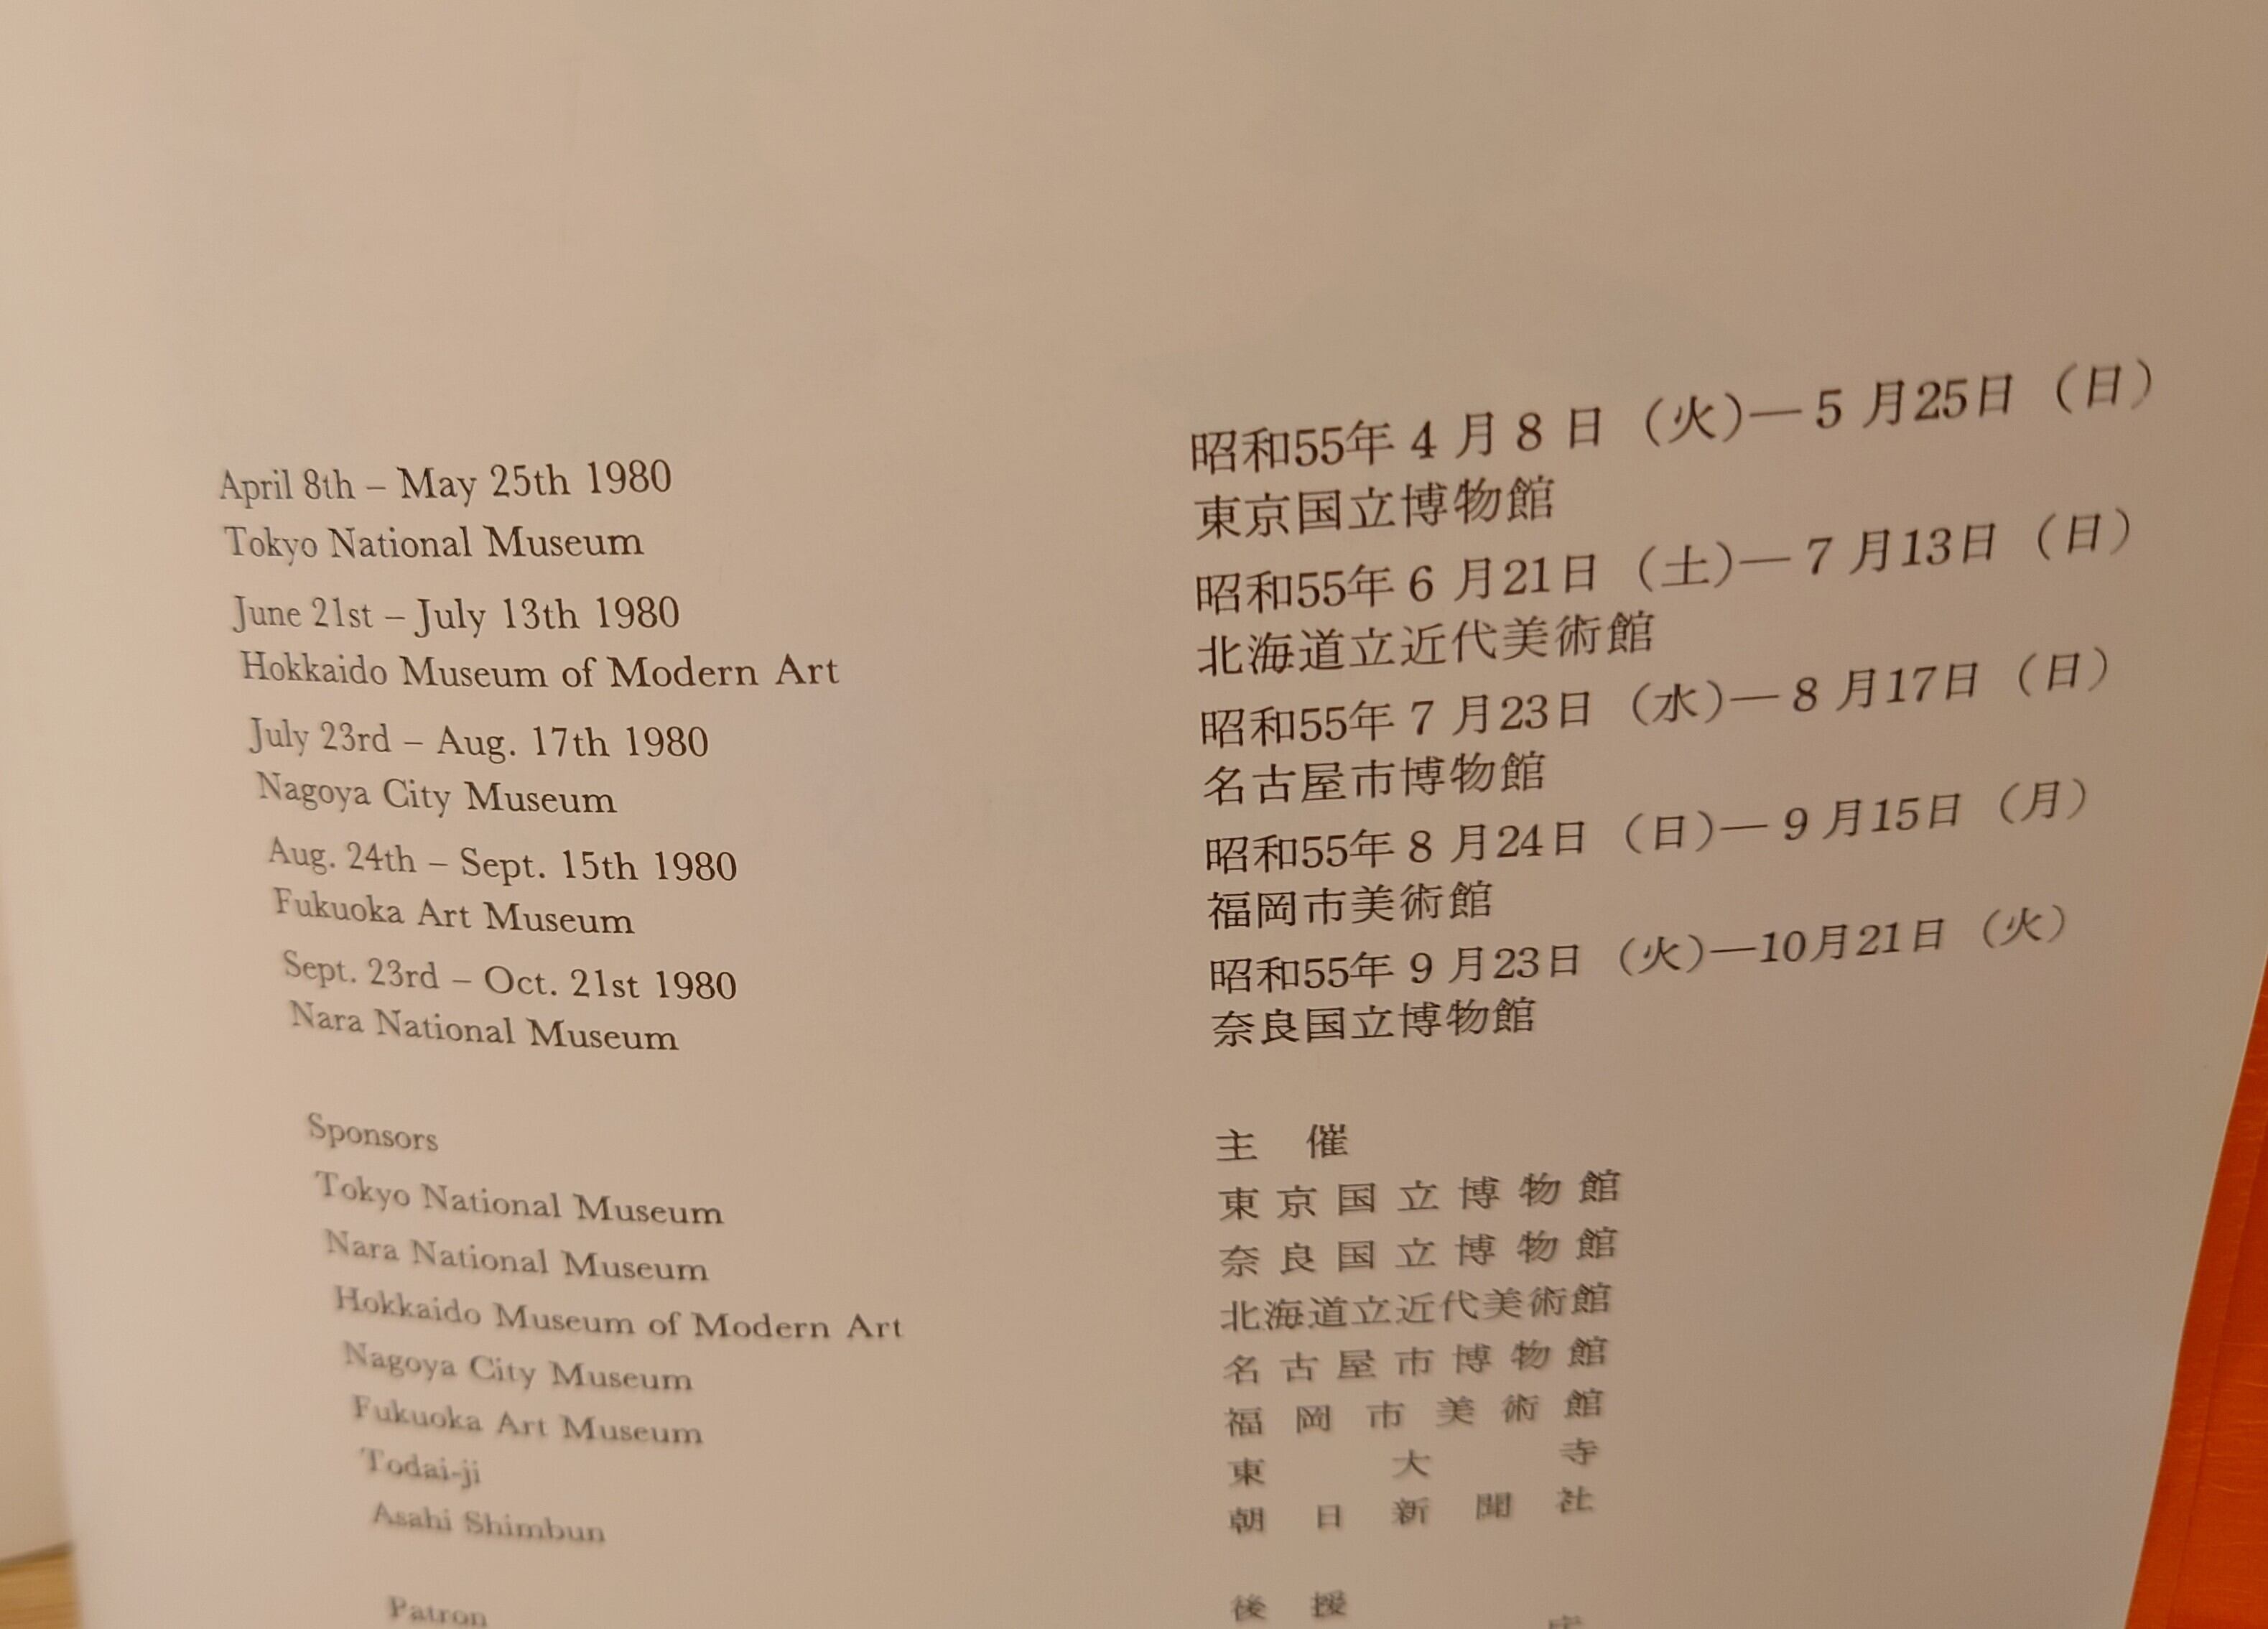 April 8th – May 25th 1980
Tokyo National Museum
June 21st – July 13th 1980
Hokkaido Museum of Modern Art
July 23rd – Aug. 17th 1980
Nagoya City Museum
Aug. 24th – Sept. 15th 1980
Fukuoka Art Museum
Sept. 23rd – Oct. 21st 1980
Nara National Museum
Sponsors
Tokyo National Museum
Nara National Museum
Hokkaido Museum of Modern Art
Nagoya City Museum
Fukuoka Art Museum
Todai-ji
Asahi Shimbun
Patron
昭和55年4月8日（火）—5月25日（日）
東京国立博物館
昭和55年6月21日（土）—7月13日（日）
北海道立近代美術館
昭和55年7月23日（水）—8月17日（日）
名古屋市博物館
昭和55年8月24日（日）—9月15日（月）
福岡市美術館
昭和55年9月23日（火）—10月21日（火）
奈良国立博物館
主催
東京国立博物館
奈良国立博物館
北海道立近代美術館
名古屋市博物館
福岡市美術館
東大寺
朝日新聞社
後援